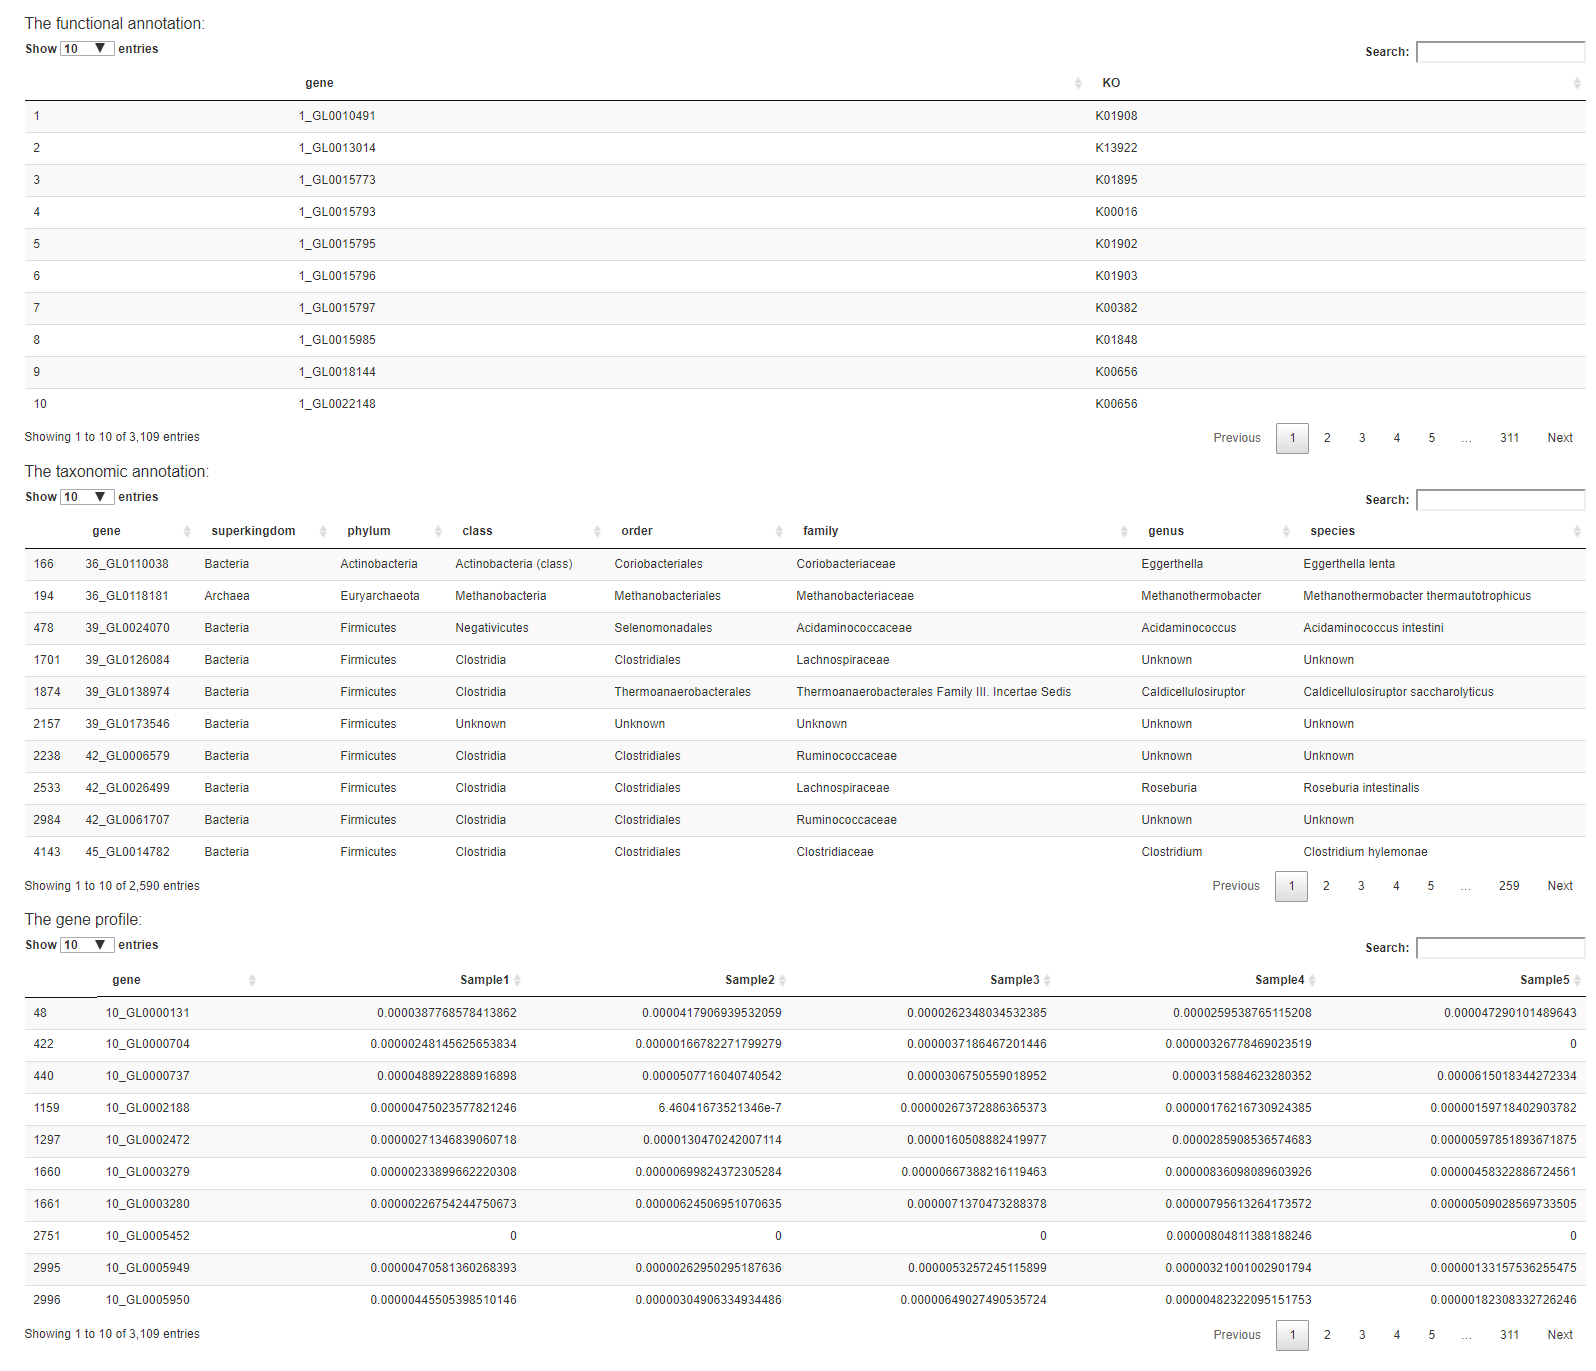 The functional annotation:
Show 10 entries Search:
gene KO
1 1_GL0010491 K01908
2 1_GL0013014 K13922
3 1_GL0015773 K01895
4 1_GL0015793 K00016
5 1_GL0015795 K01902
6 1_GL0015796 K01903
7 1_GL0015797 K00382
8 1_GL0015985 K01848
9 1_GL0018144 K00656
10 1_GL0022148 K00656
Showing 1 to 10 of 3,109 entries Previous 1 2 3 4 5 … 311 Next
The taxonomic annotation:
Show 10 entries Search:
gene superkingdom phylum class order family genus species
166 36_GL0110038 Bacteria Actinobacteria Actinobacteria (class) Coriobacteriales Coriobacteriaceae Eggerthella Eggerthella lenta
194 36_GL0118181 Archaea Euryarchaeota Methanobacteria Methanobacteriales Methanobacteriaceae Methanothermobacter Methanothermobacter thermautotrophicus
478 39_GL0024070 Bacteria Firmicutes Negativicutes Selenomonadales Acidaminococcaceae Acidaminococcus Acidaminococcus intestini
1701 39_GL0126084 Bacteria Firmicutes Clostridia Clostridiales Lachnospiraceae Unknown Unknown
1874 39_GL0138974 Bacteria Firmicutes Clostridia Thermoanaerobacterales Thermoanaerobacterales Family III. Incertae Sedis Caldicellulosiruptor Caldicellulosiruptor saccharolyticus
2157 39_GL0173546 Bacteria Firmicutes Unknown Unknown Unknown Unknown Unknown
2238 42_GL0006579 Bacteria Firmicutes Clostridia Clostridiales Ruminococcaceae Unknown Unknown
2533 42_GL0026499 Bacteria Firmicutes Clostridia Clostridiales Lachnospiraceae Roseburia Roseburia intestinalis
2984 42_GL0061707 Bacteria Firmicutes Clostridia Clostridiales Ruminococcaceae Unknown Unknown
4143 45_GL0014782 Bacteria Firmicutes Clostridia Clostridiales Clostridiaceae Clostridium Clostridium hylemonae
Showing 1 to 10 of 2,590 entries Previous 1 2 3 4 5 … 259 Next
The gene profile:
Show 10 entries Search:
gene Sample1 Sample2 Sample3 Sample4 Sample5
48 10_GL0000131 0.0000387768578413862 0.0000417906939532059 0.0000262348034532385 0.0000259538765115208 0.000047290101489643
422 10_GL0000704 0.00000248145625653834 0.00000166782271799279 0.0000037186467201446 0.00000326778469023519 0
440 10_GL0000737 0.0000488922888916898 0.0000507716040740542 0.0000306750559018952 0.0000315884623280352 0.0000615018344272334
1159 10_GL0002188 0.00000475023577821246 6.46041673521346e-7 0.00000267372886365373 0.00000176216730924385 0.00000159718402903782
1297 10_GL0002472 0.00000271346839060718 0.0000130470242007114 0.0000160508882419977 0.0000285908536574683 0.00000597851893671875
1660 10_GL0003279 0.00000233899662220308 0.00000699824372305284 0.00000667388216119463 0.00000836098089603926 0.00000458322886724561
1661 10_GL0003280 0.00000226754244750673 0.00000624506951070635 0.0000071370473288378 0.00000795613264173572 0.00000509028569733505
2751 10_GL0005452 0 0 0 0.00000804811388188246 0
2995 10_GL0005949 0.00000470581360268393 0.00000262950295187636 0.0000053257245115899 0.00000321001002901794 0.00000133157536255475
2996 10_GL0005950 0.00000445505398510146 0.00000304906334934486 0.00000649027490535724 0.00000482322095151753 0.00000182308332726246
Showing 1 to 10 of 3,109 entries Previous 1 2 3 4 5 … 311 Next